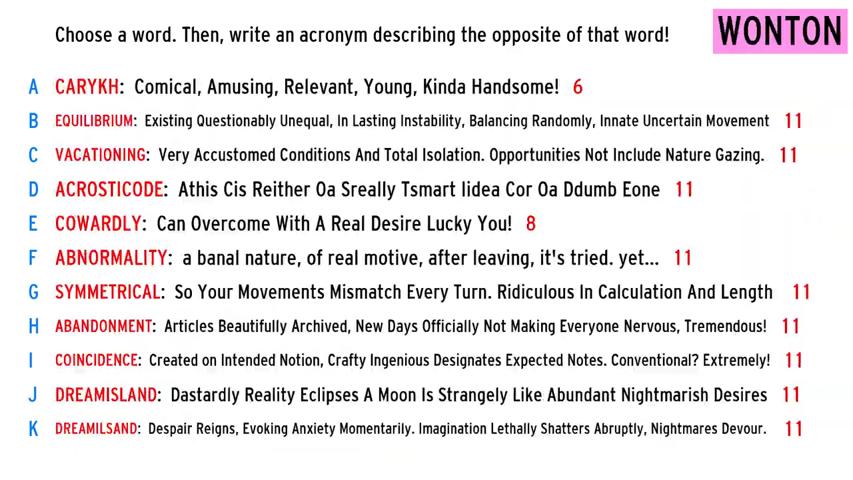 Choose a word. Then, write an acronym describing the opposite of that word!
WONTON
A CARYKH: Comical, Amusing, Relevant, Young, Kinda Handsome! 6
B EQUILIBRIUM: Existing Questionably Unequal, In Lasting Instability, Balancing Randomly, Innate Uncertain Movement 11
C VACATIONING: Very Accustomed Conditions And Total Isolation. Opportunities Not Include Nature Gazing. 11
D ACROSTICODE: Athis Cis Reither Oa Sreally Tsmart Iidea Cor Oa Ddumb Eone 11
E COWARDLY: Can Overcome With A Real Desire Lucky You! 8
F ABNORMALITY: a banal nature, of real motive, after leaving, it's tried. yet... 11
G SYMMETRICAL: So Your Movements Mismatch Every Turn. Ridiculous In Calculation And Length 11
H ABANDONMENT: Articles Beautifully Archived, New Days Officially Not Making Everyone Nervous, Tremendous! 11
I COINCIDENCE: Created on Intended Notion, Crafty Ingenious Designates Expected Notes. Conventional? Extremely! 11
J DREAMISLAND: Dastardly Reality Eclipses A Moon Is Strangely Like Abundant Nightmarish Desires 11
K DREAMILSAND: Despair Reigns, Evoking Anxiety Momentarily. Imagination Lethally Shatters Abruptly, Nightmares Devour. 11